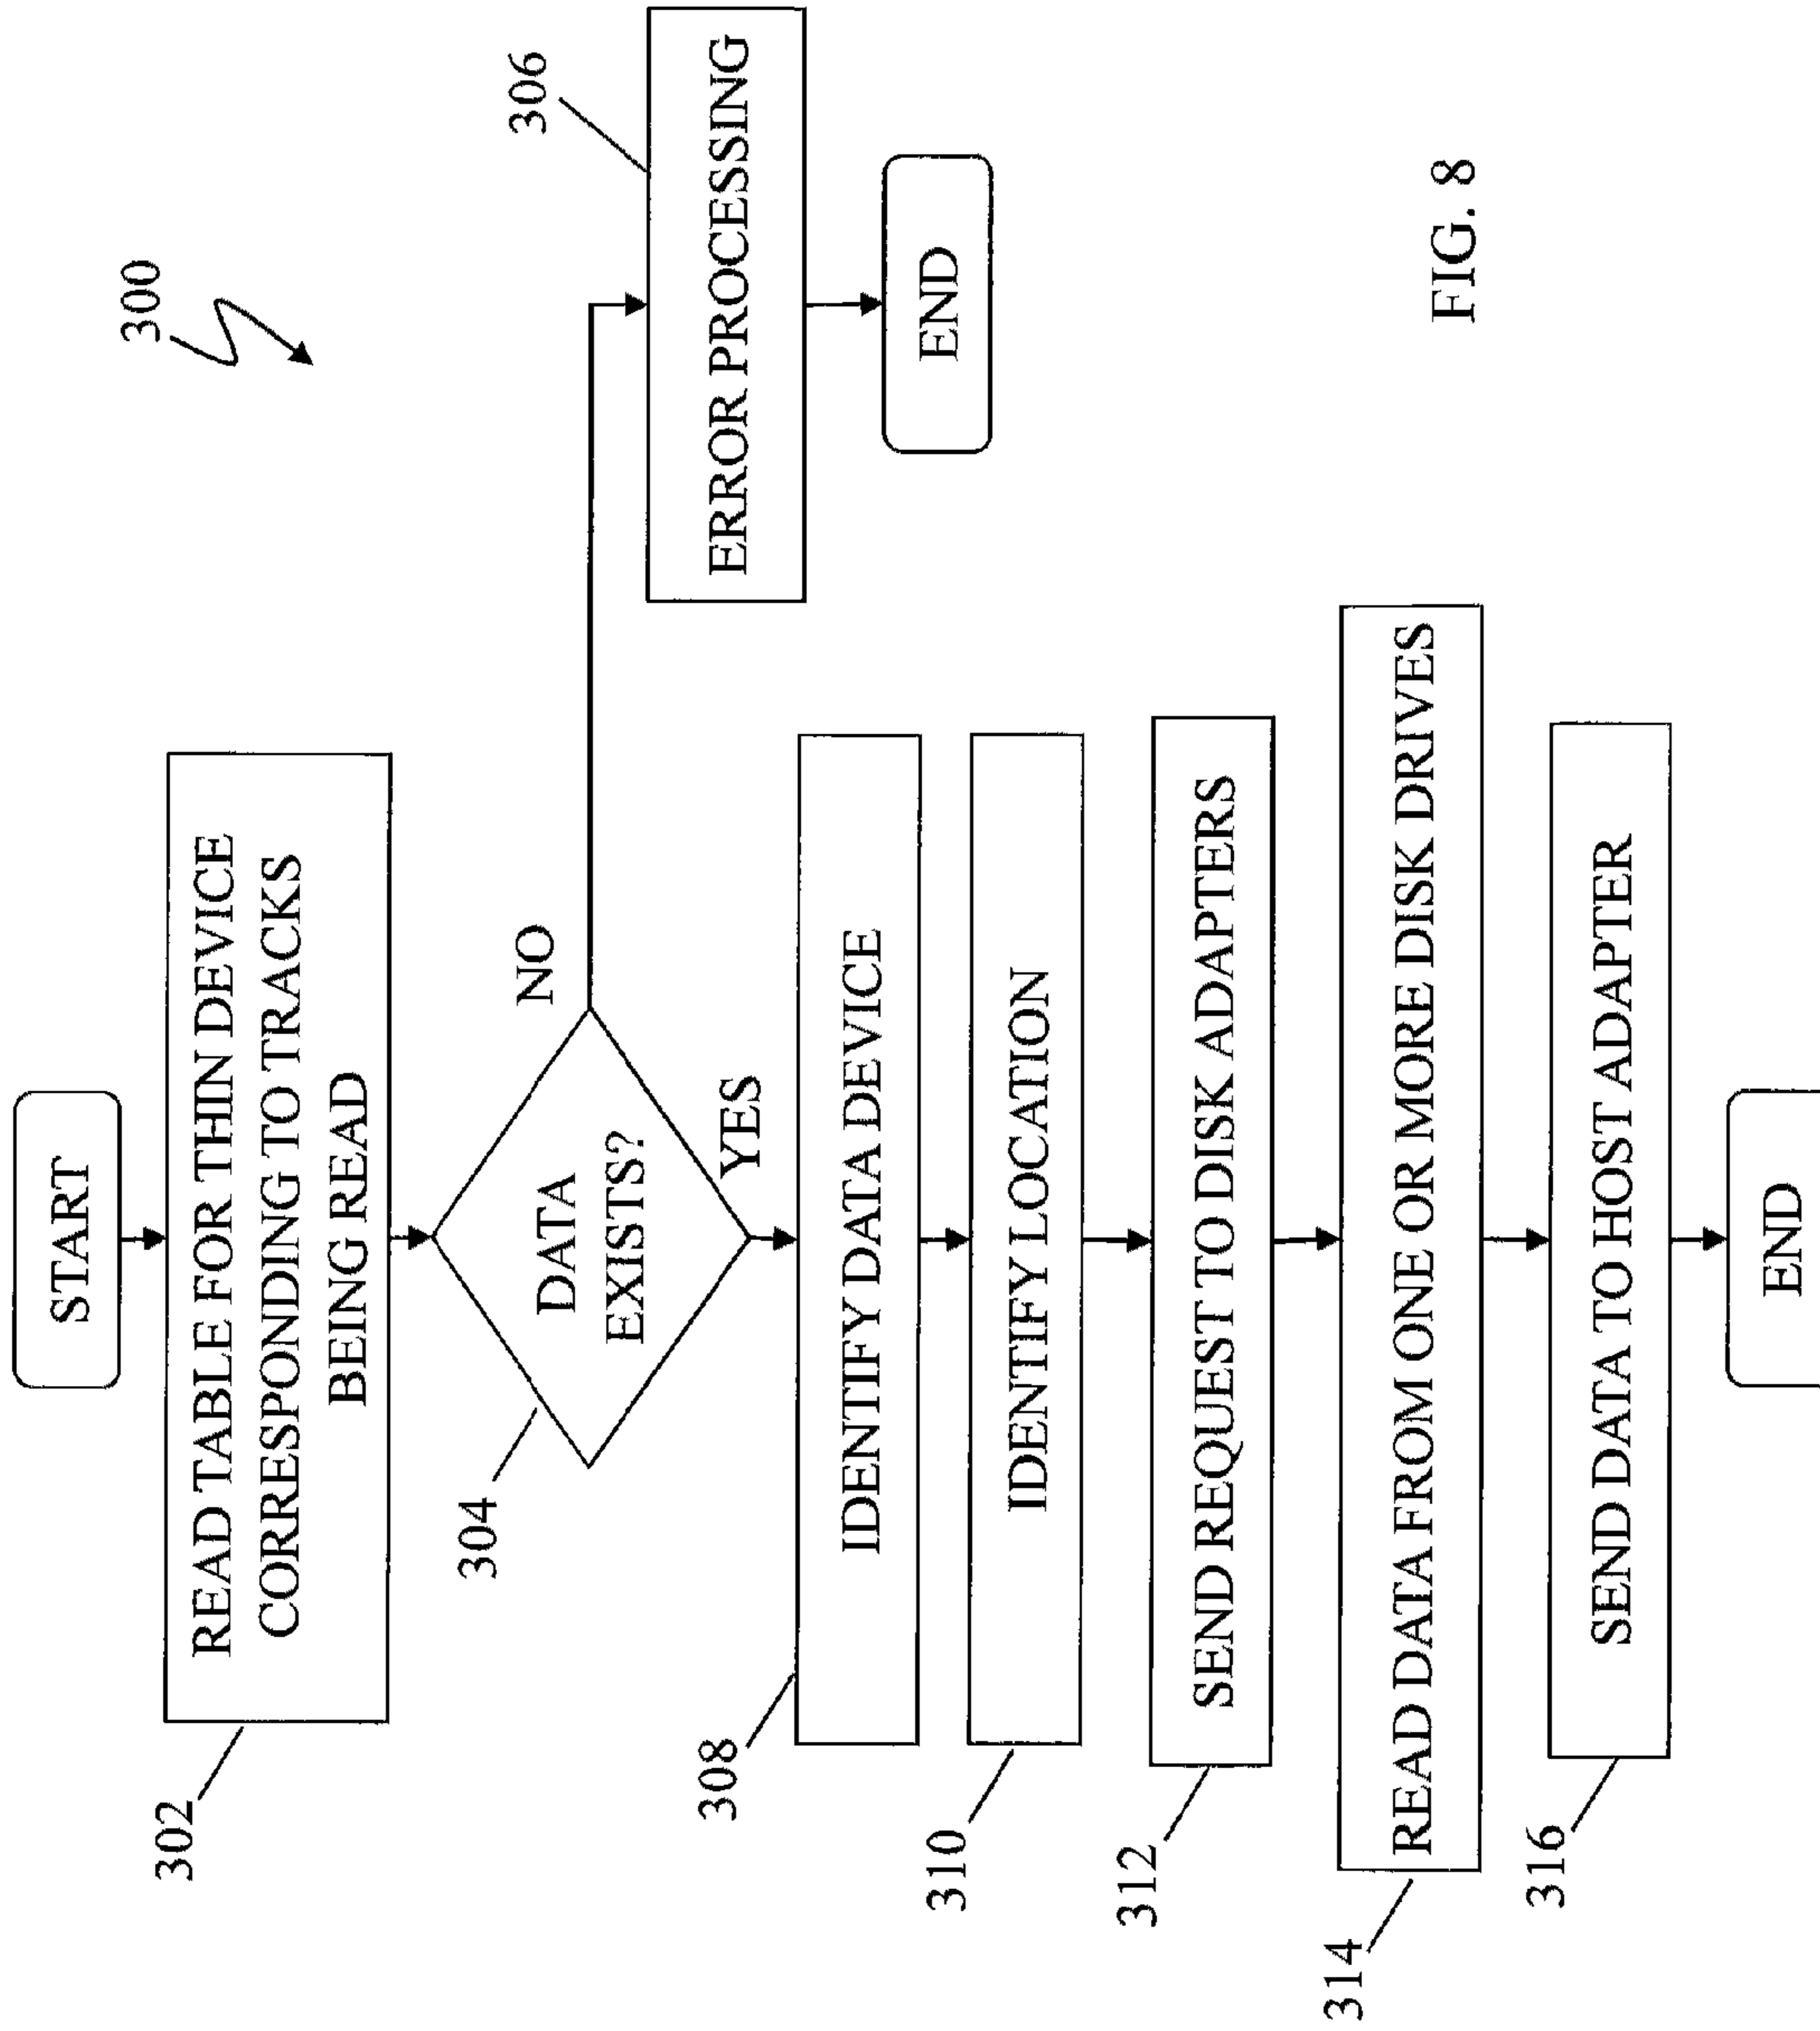 300
START
READ TABLE FOR THIN DEVICE
CORRESPONDING TO TRACKS
BEING READ
302
DATA
EXISTS?
304
NO
YES
ERROR PROCESSING
306
END
IDENTIFY DATA DEVICE
308
IDENTIFY LOCATION
310
SEND REQUEST TO DISK ADAPTERS
312
READ DATA FROM ONE OR MORE DISK DRIVES
314
SEND DATA TO HOST ADAPTER
316
END
FIG. 8